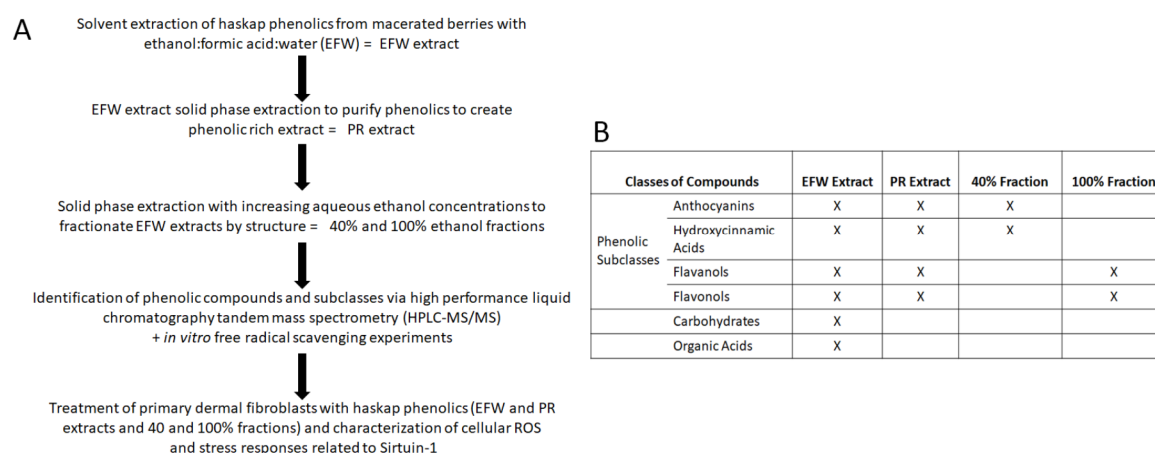 A
Solvent extraction of haskap phenolics from macerated berries with
ethanol:formic acid:water (EFW) = EFW extract
EFW extract solid phase extraction to purify phenolics to create
phenolic rich extract = PR extract
Solid phase extraction with increasing aqueous ethanol concentrations to
fractionate EFW extracts by structure = 40% and 100% ethanol fractions
Identification of phenolic compounds and subclasses via high performance liquid
chromatography tandem mass spectrometry (HPLC-MS/MS)
+ in vitro free radical scavenging experiments
Treatment of primary dermal fibroblasts with haskap phenolics (EFW and PR
extracts and 40 and 100% fractions) and characterization of cellular ROS
and stress responses related to Sirtuin-1
B
Classes of Compounds EFW Extract PR Extract 40% Fraction 100% Fraction
Phenolic
Subclasses
Anthocyanins X X X
Hydroxycinnamic X X X
Acids
Flavanols X X X
Flavonols X X X
Carbohydrates X
Organic Acids X